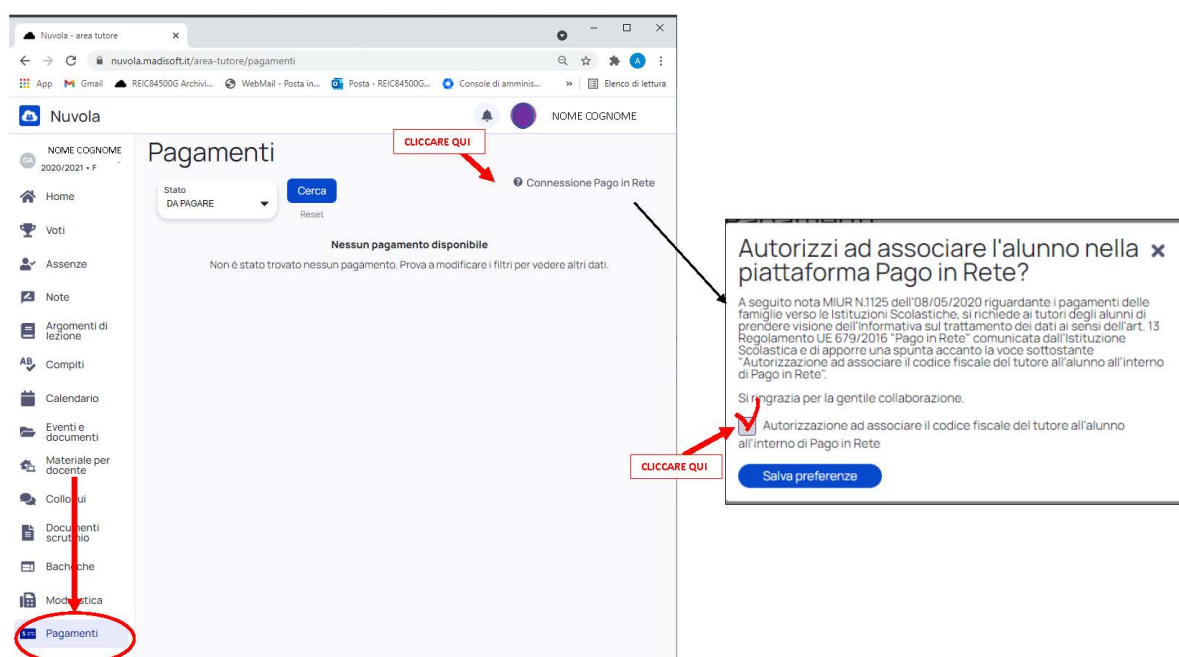 Nuvola - area tutore
nuvola.madisoft.it/area-tutore/pagamenti
App
Gmail
REIC84500G Archivi...
WebMail - Posta in...
Posta - REIC84500G...
Console di amminis...
»
Elenco di lettura
Nuvola
NOME COGNOME
GA
NOME COGNOME
2020/2021 • F
Home
Voti
Assenze
Note
Argomenti di
lezione
Compiti
Calendario
Eventi e
documenti
Materiale per
docente
Colloqui
Documenti
scrutinio
Bacheche
Modulistica
Pagamenti
Pagamenti
CLICCARE QUI
Connessione Pago in Rete
Stato
DA PAGARE
Cerca
Reset
Nessun pagamento disponibile
Non è stato trovato nessun pagamento. Prova a modificare i filtri per vedere altri dati.
Autorizzi ad associare l'alunno nella
piattaforma Pago in Rete?
A seguito nota MIUR N.1125 dell'08/05/2020 riguardante i pagamenti delle
famiglie verso le Istituzioni Scolastiche, si richiede ai tutori degli alunni di
prendere visione dell'Informativa sul trattamento dei dati ai sensi dell'art. 13
Regolamento UE 679/2016 "Pago in Rete" comunicata dall'Istituzione
Scolastica e di apporre una spunta accanto la voce sottostante
"Autorizzazione ad associare il codice fiscale del tutore all'alunno all'interno
di Pago in Rete".
Si ringrazia per la gentile collaborazione.
Autorizzazione ad associare il codice fiscale del tutore all'alunno
all'interno di Pago in Rete
CLICCARE QUI
Salva preferenze